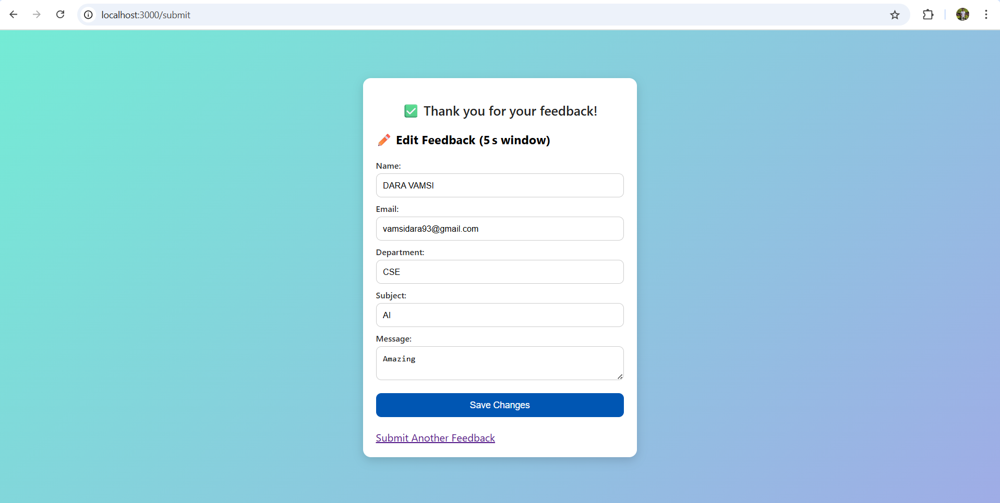 localhost:3000/submit
✅ Thank you for your feedback!
✏️ Edit Feedback (5 s window)
Name:
DARA VAMSI
Email:
vamsidara93@gmail.com
Department:
CSE
Subject:
AI
Message:
Amazing
Save Changes
Submit Another Feedback